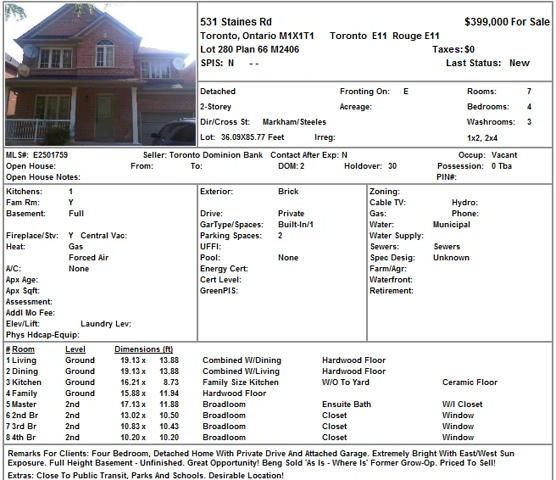 531 Staines Rd $399,000 For Sale
Toronto, Ontario M1X1T1 Toronto E11 Rouge E11
Lot 280 Plan 66 M2406 Taxes:$0
SPIS: N - - Last Status: New
Detached Fronting On: E Rooms: 7
2-Storey Acreage: Bedrooms: 4
Dir/Cross St: Markham/Steeles Washrooms: 3
Lot: 36.09X85.77 Feet Irreg: 1x2, 2x4
MLS#: E2501759 Seller: Toronto Dominion Bank Contact After Exp: N Occup: Vacant
Open House: From: To: DOM: 2 Holdover: 30 Possession: 0 Tba
Open House Notes: PIN#:
Kitchens: 1 Exterior: Brick Zoning:
Fam Rm: Y Cable TV: Hydro:
Basement: Full Drive: Private Gas: Phone:
GarType/Spaces: Built-In/1 Water: Municipal
Fireplace/Stv: Y Central Vac: Parking Spaces: 2 Water Supply:
Heat: Gas UFFI: Sewers: Sewers
Forced Air Pool: None Spec Desig: Unknown
A/C: None Energy Cert: Farm/Agr:
Apx Age: Cert Level: Waterfront:
Apx Sqft: GreenPIS: Retirement:
Assessment:
Addl Mo Fee:
Elev/Lift: Laundry Lev:
Phys Hdcap-Equip:
# Room Level Dimensions (ft)
1 Living Ground 19.13 x 13.88 Combined W/Dining Hardwood Floor
2 Dining Ground 19.13 x 13.88 Combined W/Living Hardwood Floor
3 Kitchen Ground 16.21 x 8.73 Family Size Kitchen W/O To Yard Ceramic Floor
4 Family Ground 15.88 x 11.94 Hardwood Floor
5 Master 2nd 17.13 x 11.88 Broadloom Ensuite Bath W/I Closet
6 2nd Br 2nd 13.02 x 10.50 Broadloom Closet Window
7 3rd Br 2nd 10.83 x 10.43 Broadloom Closet Window
8 4th Br 2nd 10.20 x 10.20 Broadloom Closet Window
Remarks For Clients: Four Bedroom, Detached Home With Private Drive And Attached Garage. Extremely Bright With East/West Sun
Exposure. Full Height Basement - Unfinished. Great Opportunity! Beng Sold 'As Is - Where Is' Former Grow-Op. Priced To Sell!
Extras: Close To Public Transit, Parks And Schools. Desirable Location!